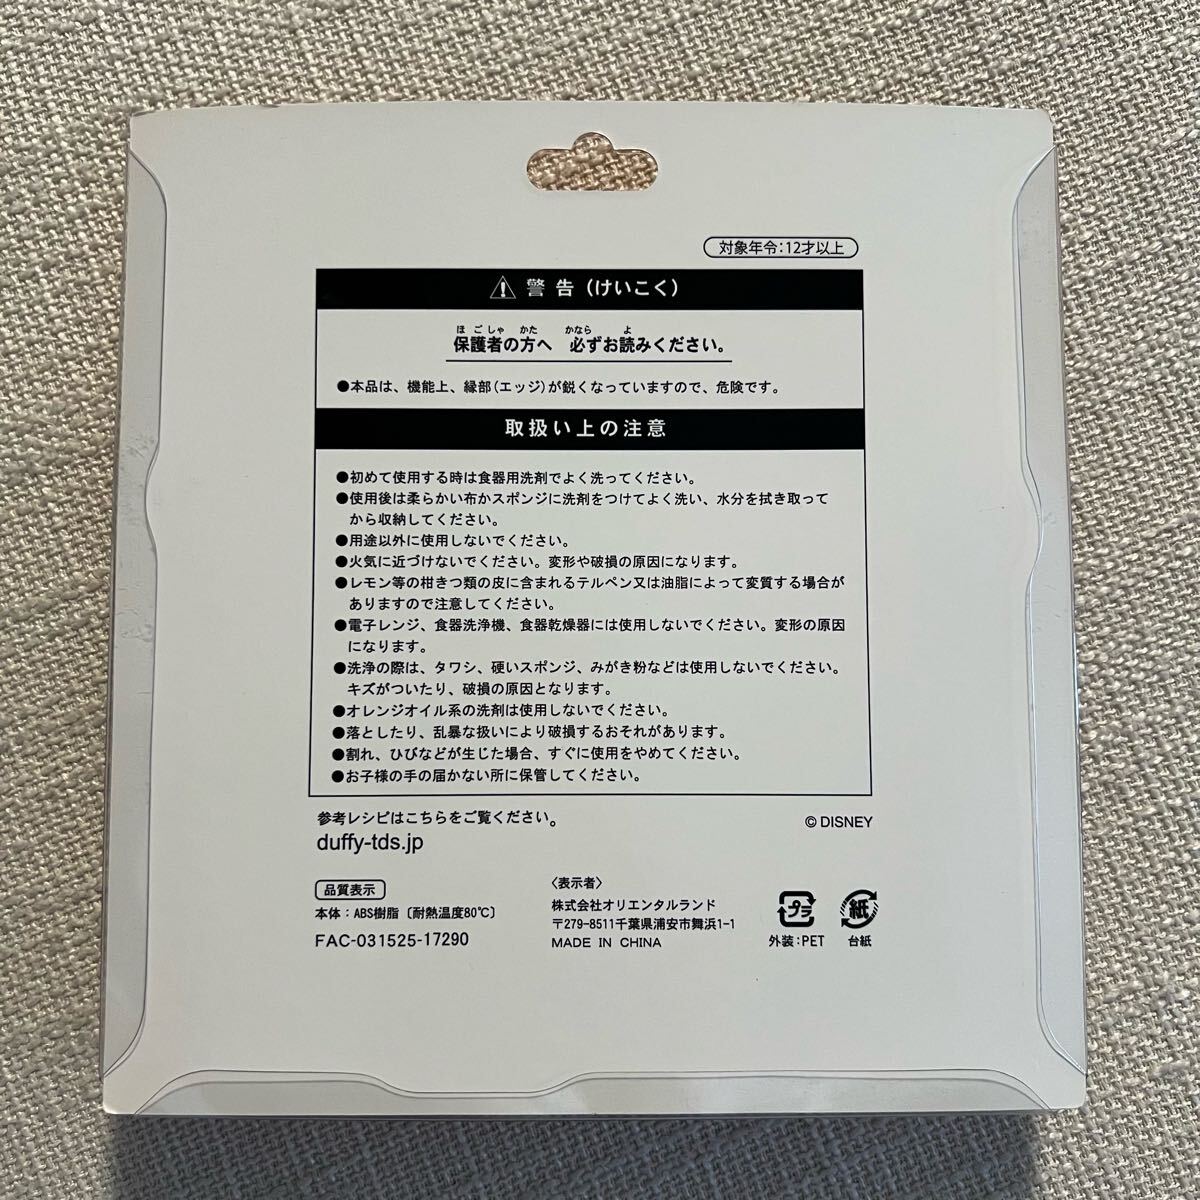 対象年令:12才以上
⚠ 警告(けいこく)
ほごしゃ かた かなら よ
保護者の方へ 必ずお読みください。
●本品は、機能上、縁部(エッジ)が鋭くなっていますので、危険です。
取扱い上の注意
●初めて使用する時は食器用洗剤でよく洗ってください。
●使用後は柔らかい布かスポンジに洗剤をつけてよく洗い、水分を拭き取って
から収納してください。
●用途以外に使用しないでください。
●火気に近づけないでください。変形や破損の原因になります。
●レモン等の柑きつ類の皮に含まれるテルペン又は油脂によって変質する場合が
ありますので注意してください。
●電子レンジ、食器洗浄機、食器乾燥器には使用しないでください。変形の原因
になります。
●洗浄の際は、タワシ、硬いスポンジ、みがき粉などは使用しないでください。
キズがついたり、破損の原因となります。
●オレンジオイル系の洗剤は使用しないでください。
●落としたり、乱暴な扱いにより破損するおそれがあります。
●割れ、ひびなどが生じた場合、すぐに使用をやめてください。
●お子様の手の届かない所に保管してください。
参考レシピはこちらをご覧ください。
duffy-tds.jp
© DISNEY
品質表示
本体:ABS樹脂〔耐熱温度80℃〕
FAC-031525-17290
〈表示者〉
株式会社オリエンタルランド
〒279-8511千葉県浦安市舞浜1-1
MADE IN CHINA
プラ
外装:PET
紙
台紙